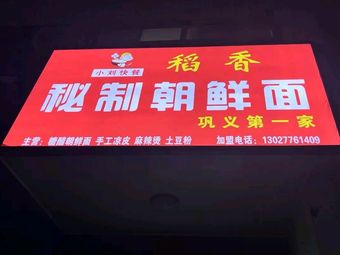 小刘快餐
稻香
秘制朝鲜面
巩义第一家
主营：糖醋朝鲜面 手工凉皮 麻辣烫 土豆粉 加盟电话：13027761409